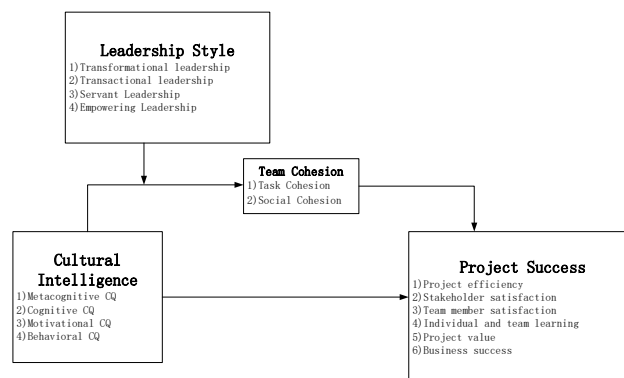 Leadership Style
1)Transformational leadership
2)Transactional leadership
3)Servant Leadership
4)Empowering Leadership
Team Cohesion
1)Task Cohesion
2)Social Cohesion
Cultural
Intelligence
1)Metacognitive CQ
2)Cognitive CQ
3)Motivational CQ
4)Behavioral CQ
Project Success
1)Project efficiency
2)Stakeholder satisfaction
3)Team member satisfaction
4)Individual and team learning
5)Project value
6)Business success